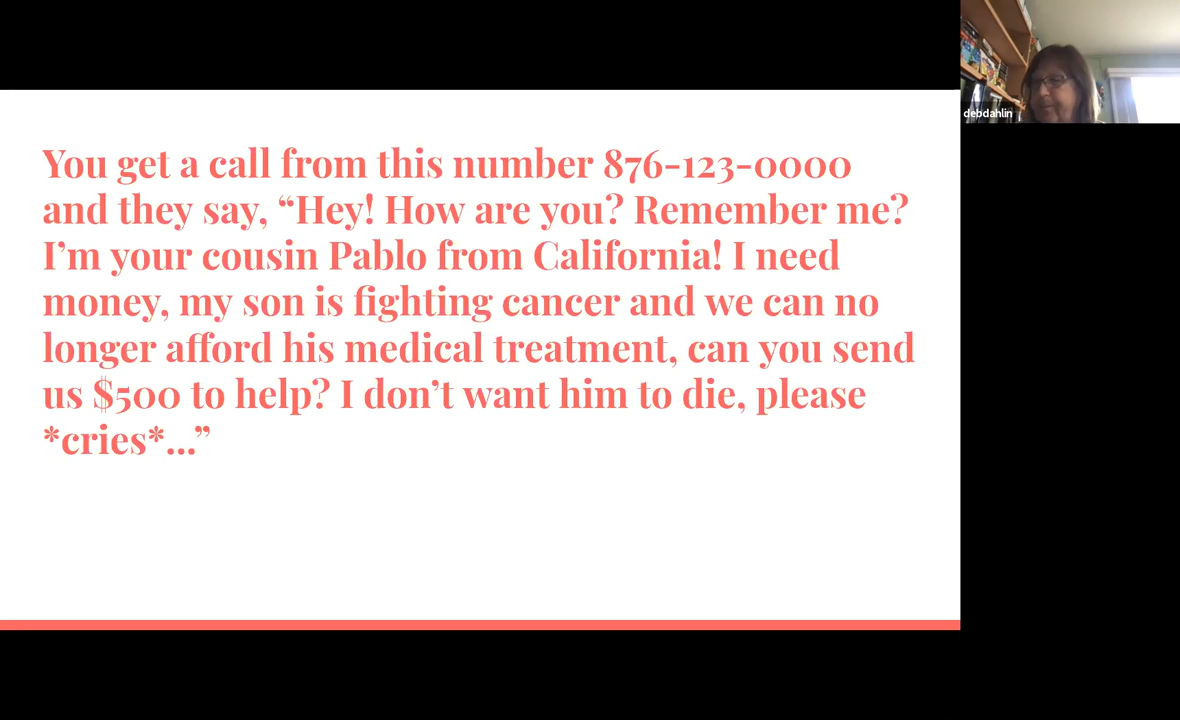 You get a call from this number 876-123-0000
and they say, “Hey! How are you? Remember me?
I’m your cousin Pablo from California! I need
money, my son is fighting cancer and we can no
longer afford his medical treatment, can you send
us $500 to help? I don’t want him to die, please
*cries*...”
debdahlin